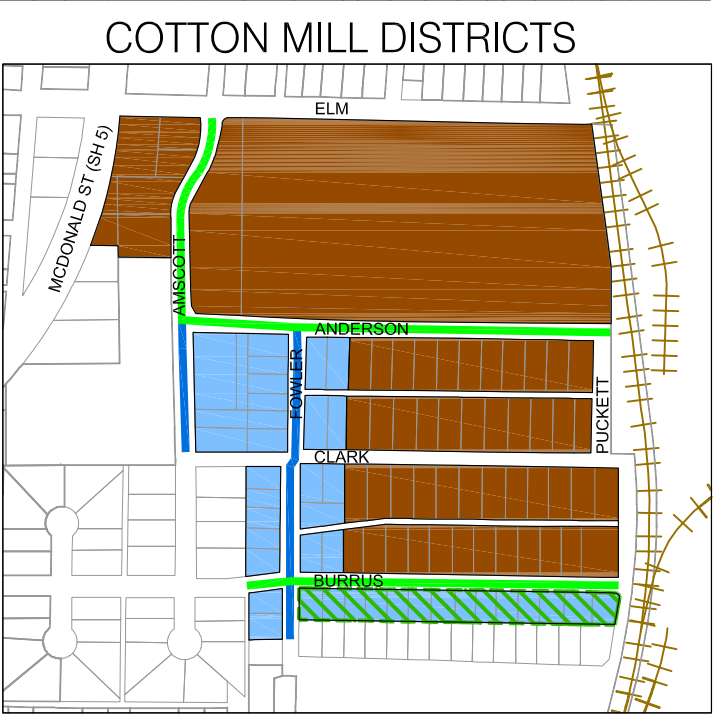 COTTON MILL DISTRICTS
ELM
MCDONALD ST (SH 5)
AMSCOTT
ANDERSON
FOWLER
PUCKETT
CLARK
BURRUS